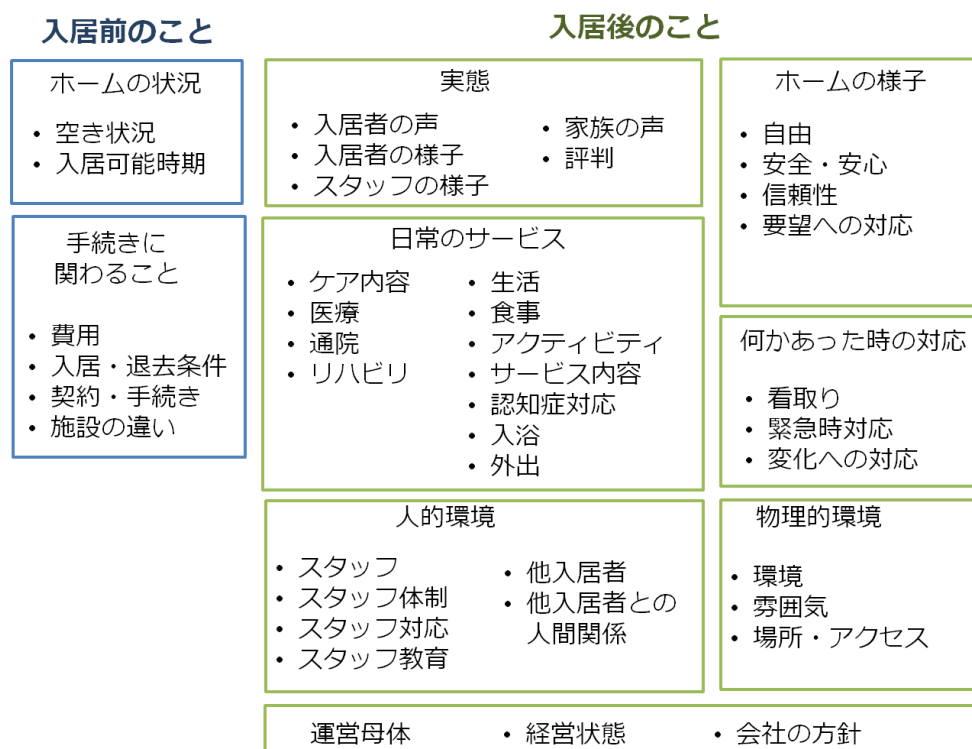 入居前のこと
入居後のこと
ホームの状況
• 空き状況
• 入居可能時期
手続きに
関わること
• 費用
• 入居・退去条件
• 契約・手続き
• 施設の違い
実態
• 入居者の声
• 入居者の様子
• スタッフの様子
• 家族の声
• 評判
ホームの様子
• 自由
• 安全・安心
• 信頼性
• 要望への対応
日常のサービス
• ケア内容
• 医療
• 通院
• リハビリ
• 生活
• 食事
• アクティビティ
• サービス内容
• 認知症対応
• 入浴
• 外出
何かあった時の対応
• 看取り
• 緊急時対応
• 変化への対応
人的環境
• スタッフ
• スタッフ体制
• スタッフ対応
• スタッフ教育
• 他入居者
• 他入居者との
人間関係
物理的環境
• 環境
• 雰囲気
• 場所・アクセス
運営母体
• 経営状態
• 会社の方針